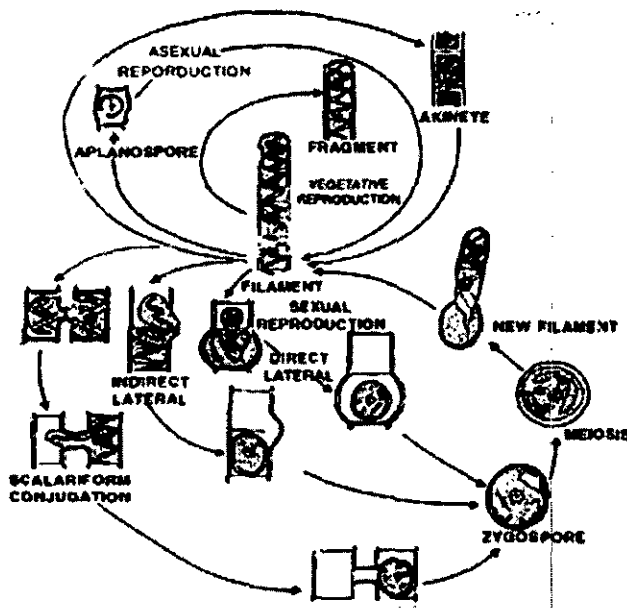 ASEXUAL
REPORDUCTION
AKINETE
APLANOSPORE
FRAGMENT
VEGETATIVE
REPRODUCTION
FILAMENT
SEXUAL
REPRODUCTION
NEW FILAMENT
INDIRECT
LATERAL
DIRECT
LATERAL
MEIOSIS
SCALARIFORM
CONJUGATION
ZYGOSPORE